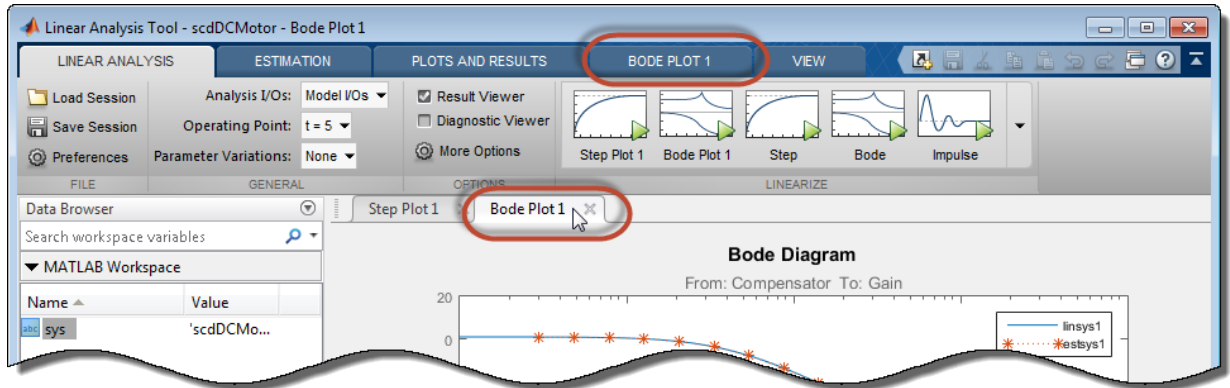 Linear Analysis Tool - scdDCMotor - Bode Plot 1
LINEAR ANALYSIS ESTIMATION PLOTS AND RESULTS BODE PLOT 1 VIEW
Load Session Analysis I/Os: Model I/Os Result Viewer
Save Session Operating Point: t = 5 Diagnostic Viewer
Preferences Parameter Variations: None More Options
Step Plot 1 Bode Plot 1 Step Bode Impulse
FILE GENERAL OPTIONS LINEARIZE
Data Browser Step Plot 1 Bode Plot 1
Search workspace variables
MATLAB Workspace
Name Value
abc sys 'scdDCMo...
Bode Diagram
From: Compensator To: Gain
20
0
linsys1
estsys1